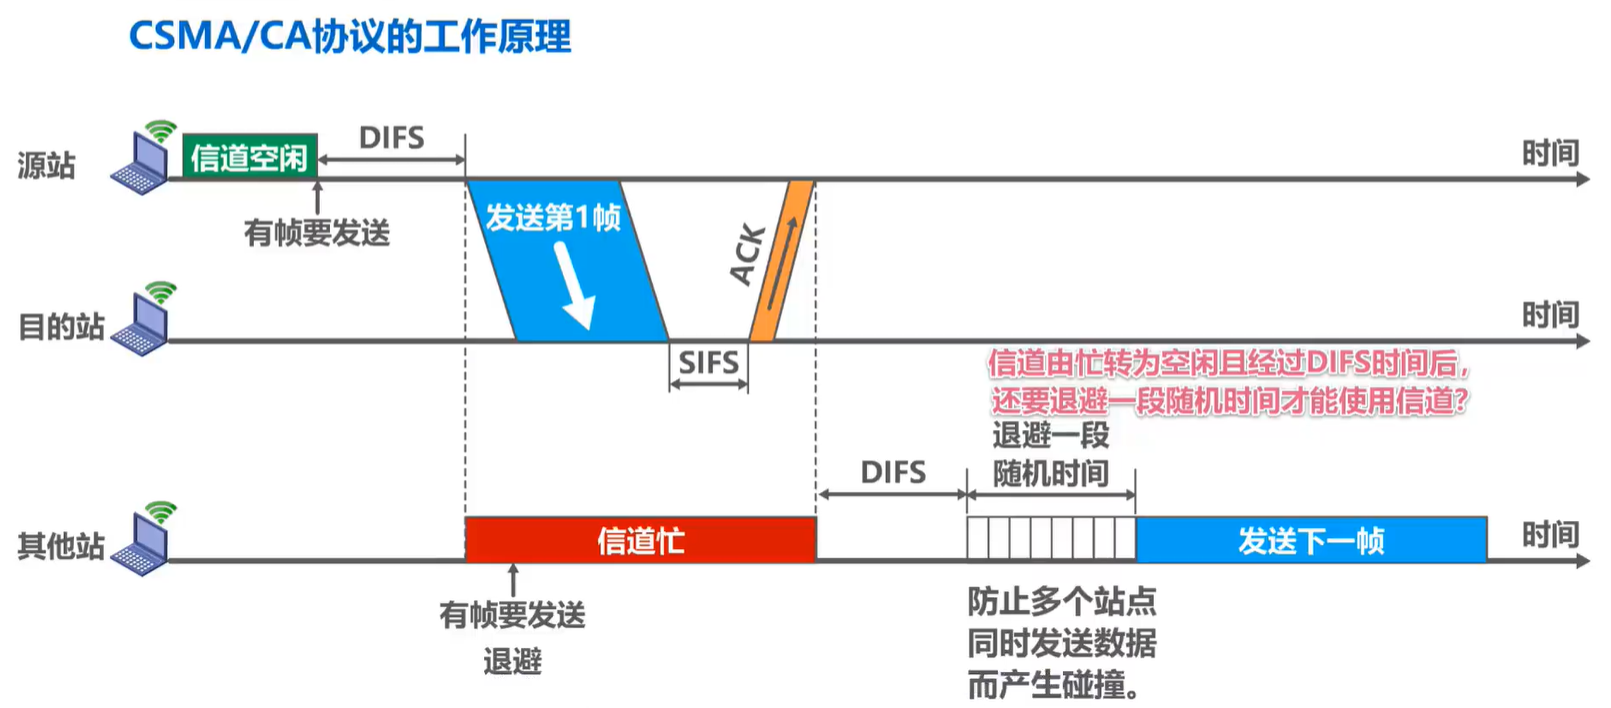 CSMA/CA协议的工作原理
源站
信道空闲
DIFS
时间
有帧要发送
发送第1帧
ACK
目的站
时间
SIFS
信道由忙转为空闲且经过DIFS时间后，
还要退避一段随机时间才能使用信道？
退避一段
随机时间
DIFS
其他站
信道忙
发送下一帧
时间
有帧要发送
退避
防止多个站点
同时发送数据
而产生碰撞。